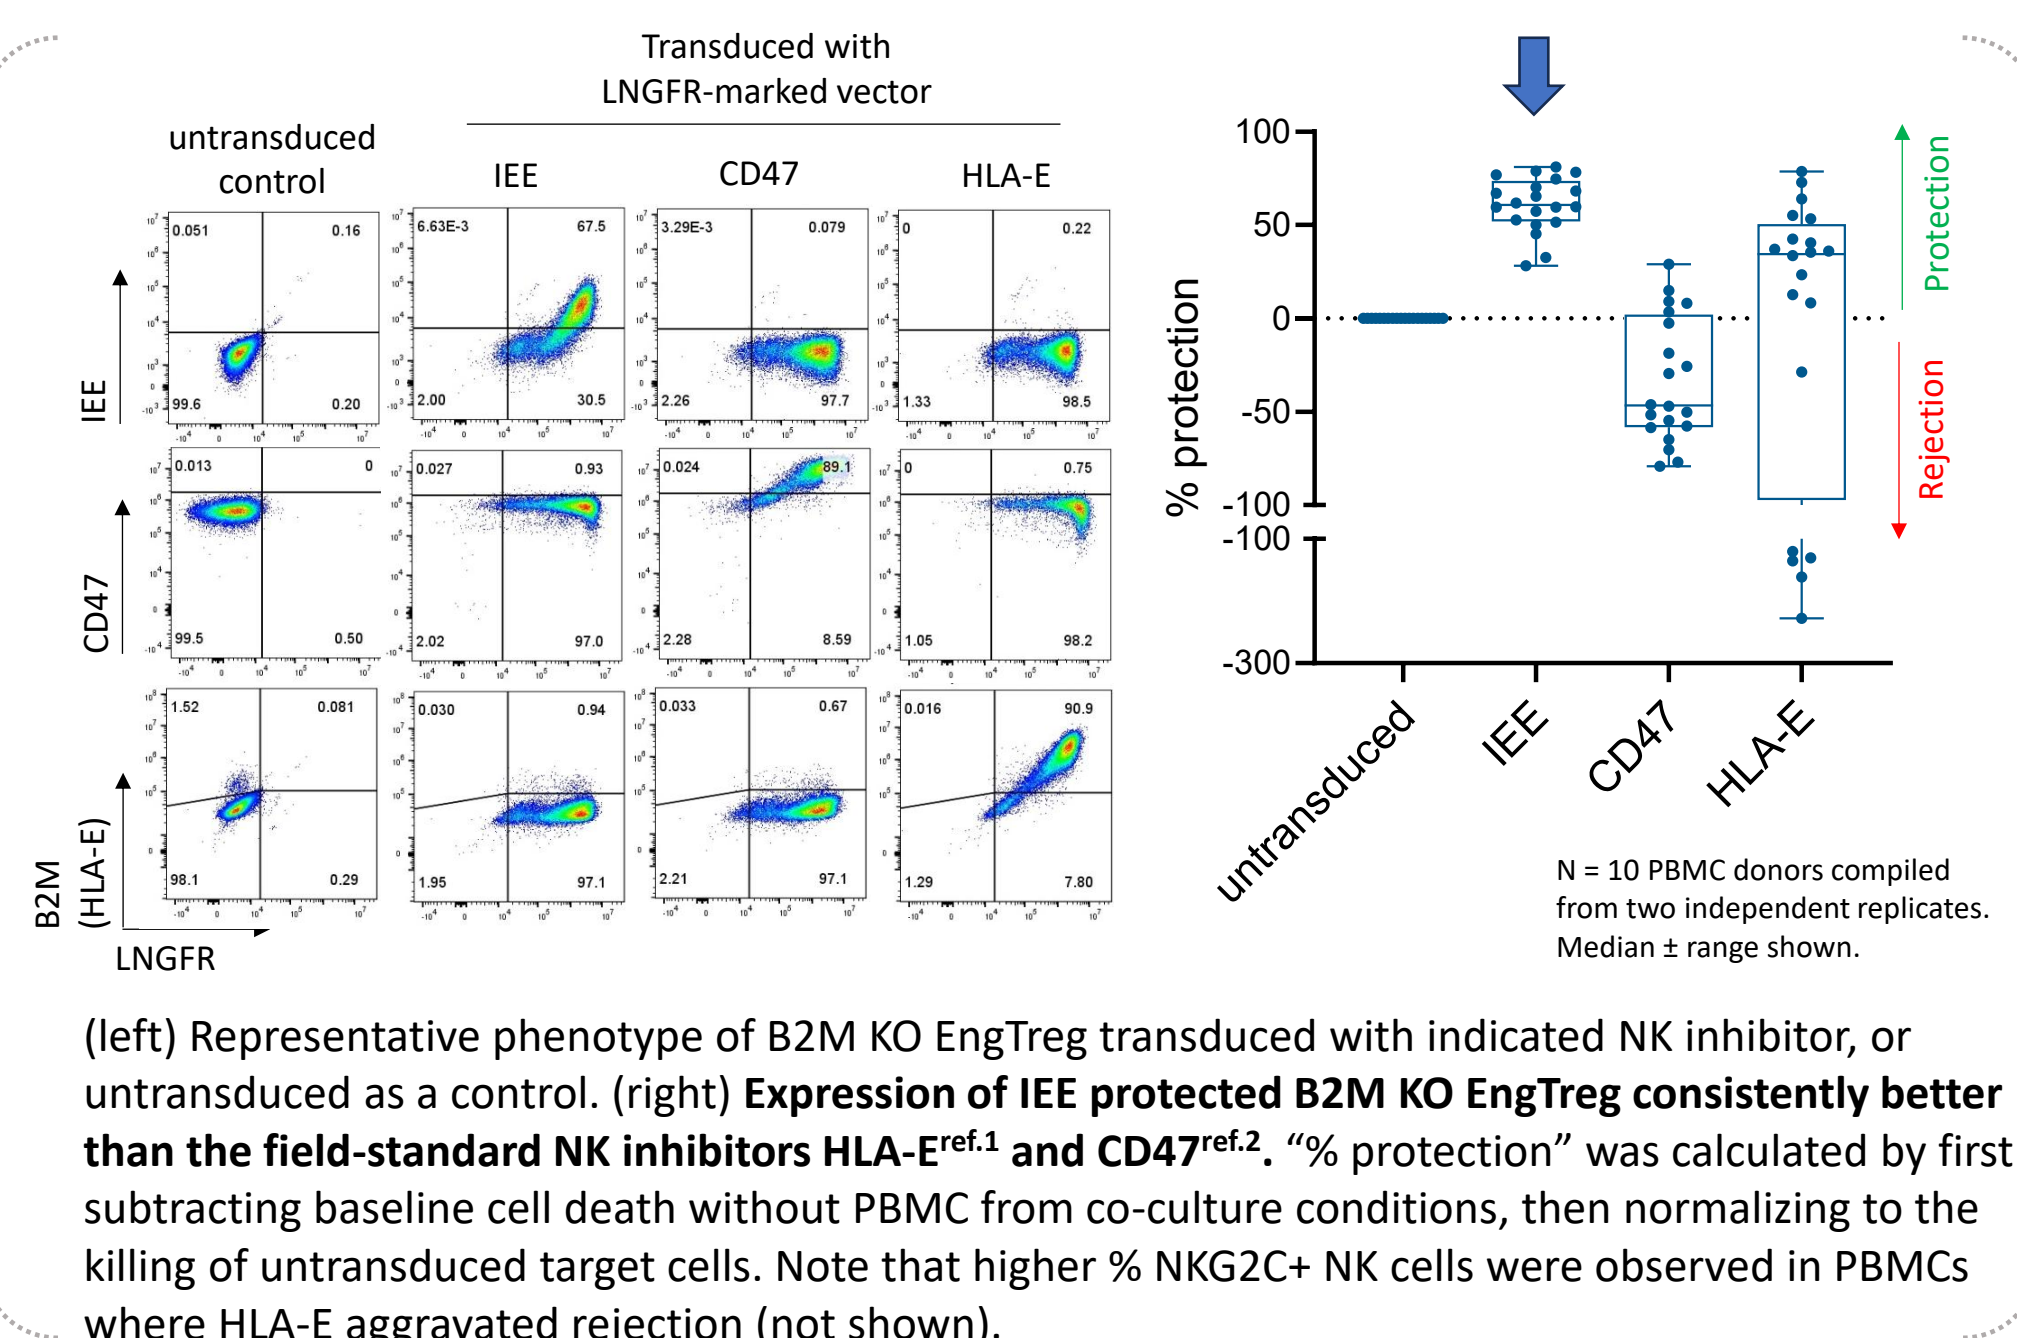 Transduced with
LNGFR-marked vector
untransduced
control
IEE
CD47
HLA-E
0.051
0.16
99.6
0.20
6.63E-3
67.5
2.00
30.5
3.29E-3
0.079
2.26
97.7
0
0.22
1.33
98.5
IEE
0.013
0
99.5
0.50
0.027
0.93
2.02
97.0
0.024
89.1
2.28
8.59
0
0.75
1.05
98.2
CD47
1.52
0.081
98.1
0.29
0.030
0.94
1.95
97.1
0.033
0.67
2.21
97.1
0.016
90.9
1.29
7.80
B2M
(HLA-E)
LNGFR
% protection
100
50
0
-50
-100
-100
-300
untransduced
IEE
CD47
HLA-E
Protection
Rejection
N = 10 PBMC donors compiled
from two independent replicates.
Median ± range shown.
(left) Representative phenotype of B2M KO EngTreg transduced with indicated NK inhibitor, or
untransduced as a control. (right) Expression of IEE protected B2M KO EngTreg consistently better
than the field-standard NK inhibitors HLA-E ref.1 and CD47 ref.2. “% protection” was calculated by first
subtracting baseline cell death without PBMC from co-culture conditions, then normalizing to the
killing of untransduced target cells. Note that higher % NKG2C+ NK cells were observed in PBMCs
where HLA-E aggravated rejection (not shown).